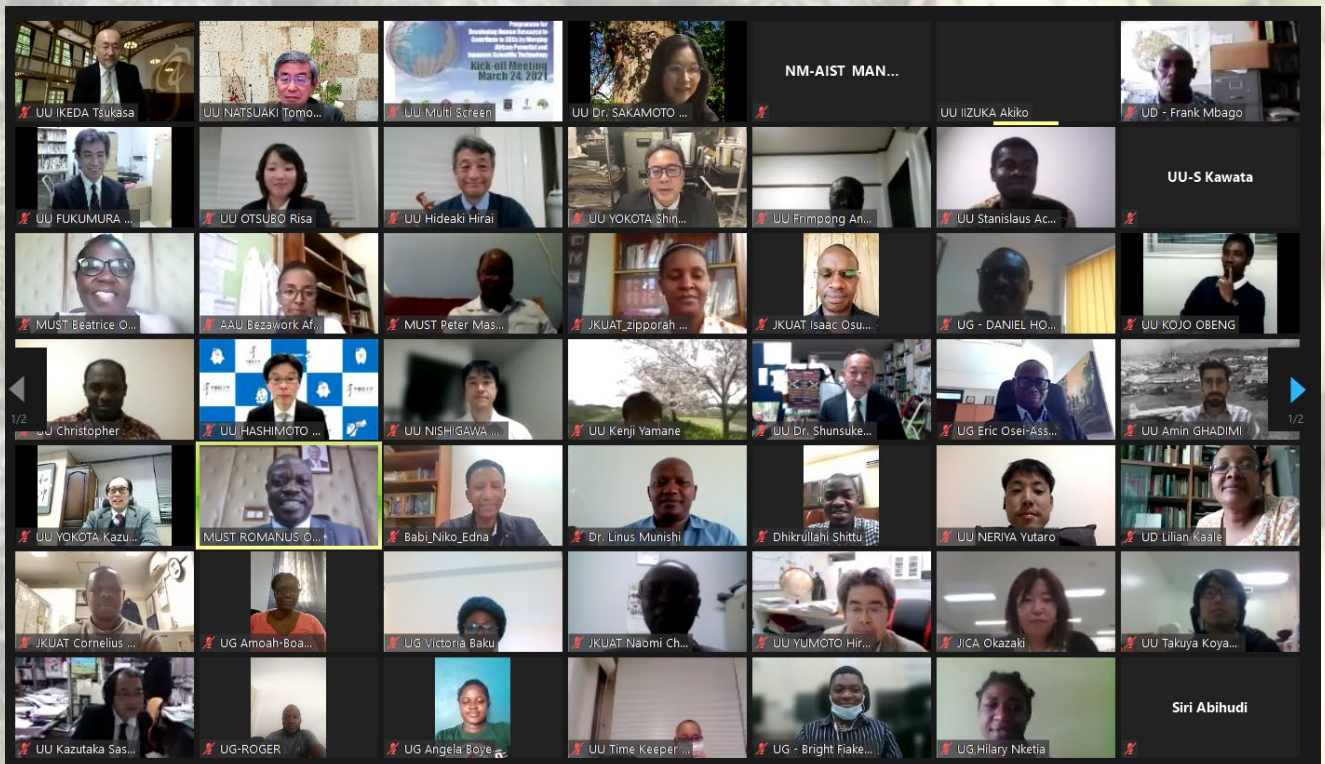 UU IKEDA Tsukasa
UU NATSUAKI Tomo...
Programme for
Developing Human Resource to
Contribute to SDGs by Merging
African Potential and
Japanese Scientific Technology
Kick-off Meeting
March 24, 2021
UU Multi Screen
UU Dr. SAKAMOTO ...
NM-AIST MAN...
UU IIZUKA Akiko
UD - Frank Mbago
UU FUKUMURA ...
UU OTSUBO Risa
UU Hideaki Hirai
UU YOKOTA Shin...
UU Frimpong An...
UU Stanislaus Ac...
UU-S Kawata
MUST Beatrice O...
AAU Bezawork Af...
MUST Peter Mas...
JKUAT_zipporah ...
JKUAT Isaac Osu...
UG - DANIEL HO...
UU KOJO OBENG
1/2
UU Christopher
UU HASHIMOTO ...
UU NISHIGAWA ...
UU Kenji Yamane
UU Dr. Shunsuke...
UG Eric Osei-Ass...
UU Amin GHADIMI
1/2
UU YOKOTA Kazu...
MUST ROMANUS O...
Babi_Niko_Edna
Dr. Linus Munishi
Dhikrullahi Shittu
UU NERIYA Yutaro
UD Lilian Kaale
JKUAT Cornelius ...
UG Amoah-Boa...
UG Victoria Baku
JKUAT Naomi Ch...
UU YUMOTO Hir...
JICA Okazaki
UU Takuya Koya...
UU Kazutaka Sas...
UG-ROGER
UG Angela Boye
UU Time Keeper ...
UG - Bright Fiake...
UG Hilary Nketia
Siri Abihudi